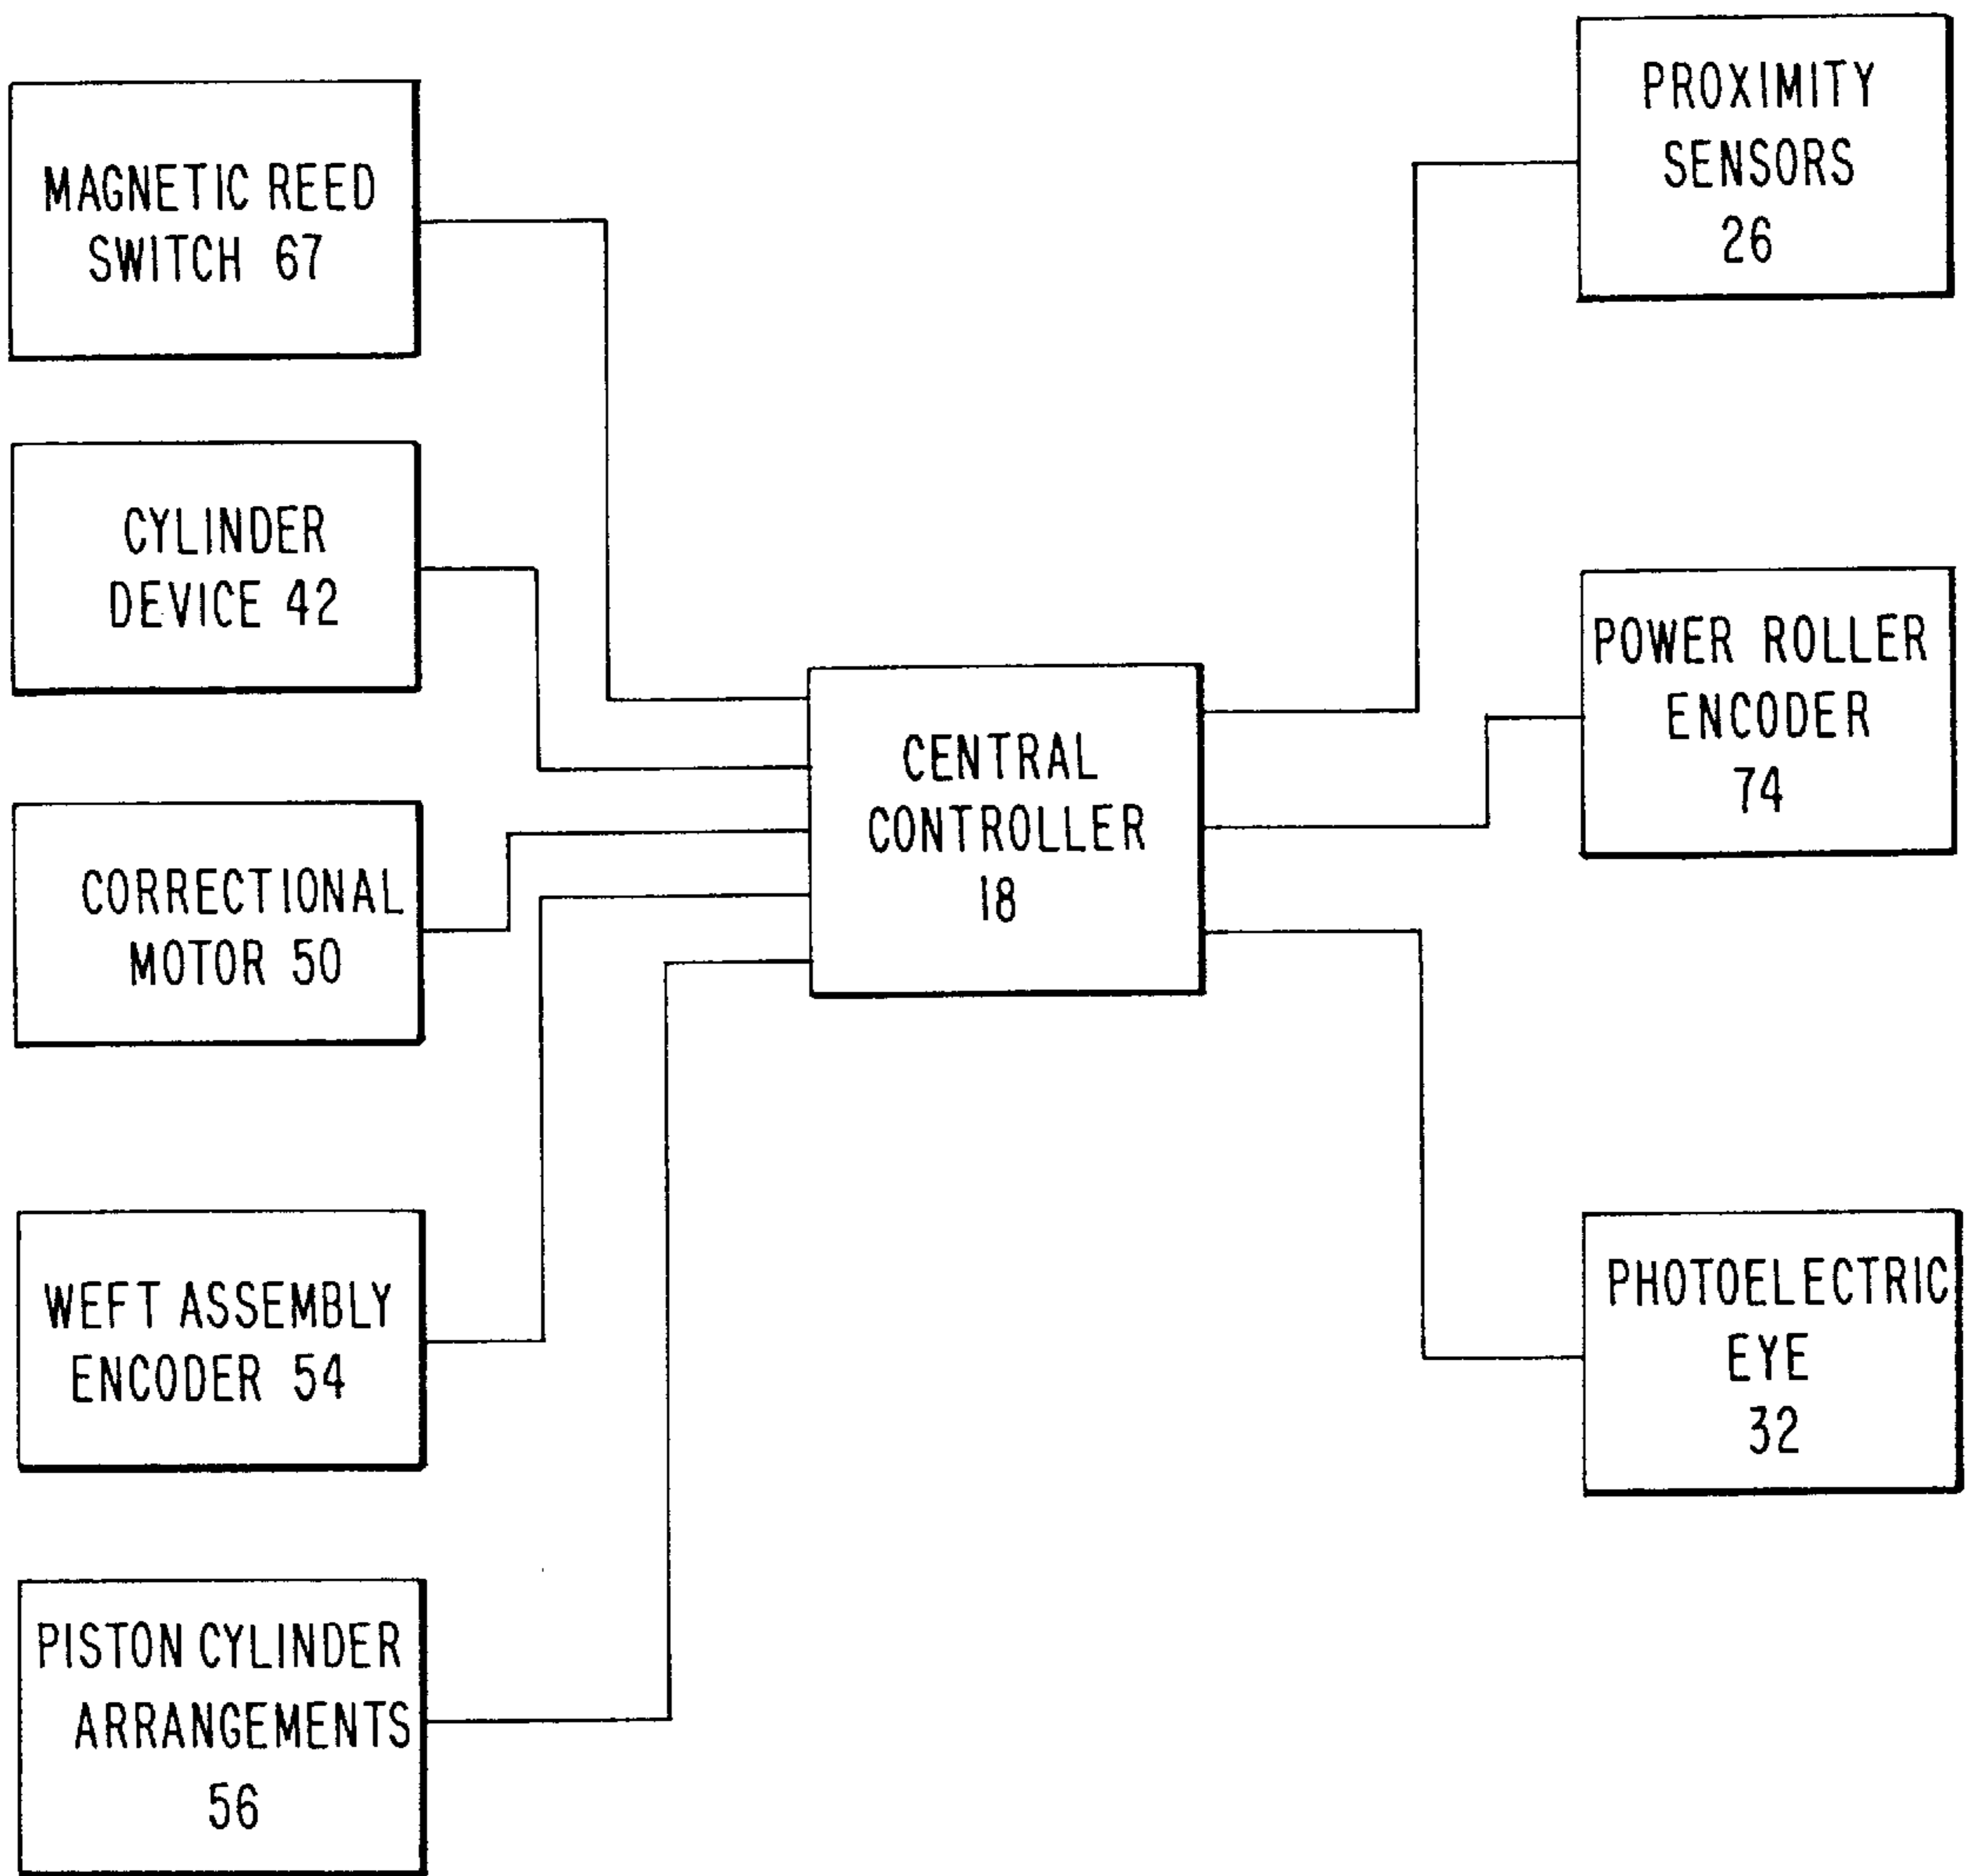 MAGNETIC REED
SWITCH 67
CYLINDER
DEVICE 42
CORRECTIONAL
MOTOR 50
WEFT ASSEMBLY
ENCODER 54
PISTON CYLINDER
ARRANGEMENTS
56
CENTRAL
CONTROLLER
18
PROXIMITY
SENSORS
26
POWER ROLLER
ENCODER
74
PHOTOELECTRIC
EYE
32